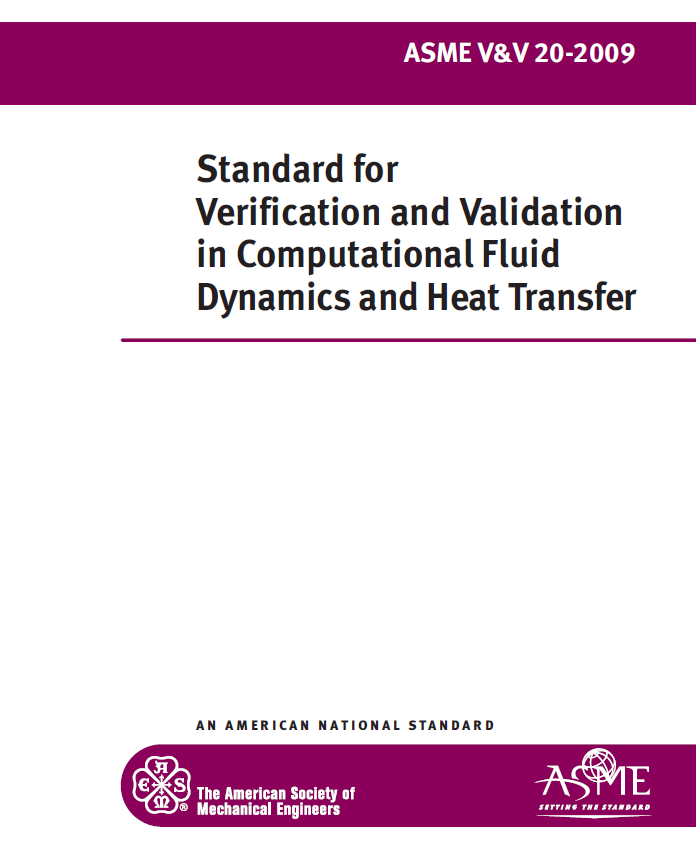 ASME V&V 20-2009
Standard for
Verification and Validation
in Computational Fluid
Dynamics and Heat Transfer
AN AMERICAN NATIONAL STANDARD
A
E S
M ®
The American Society of
Mechanical Engineers
ASME
SETTING THE STANDARD